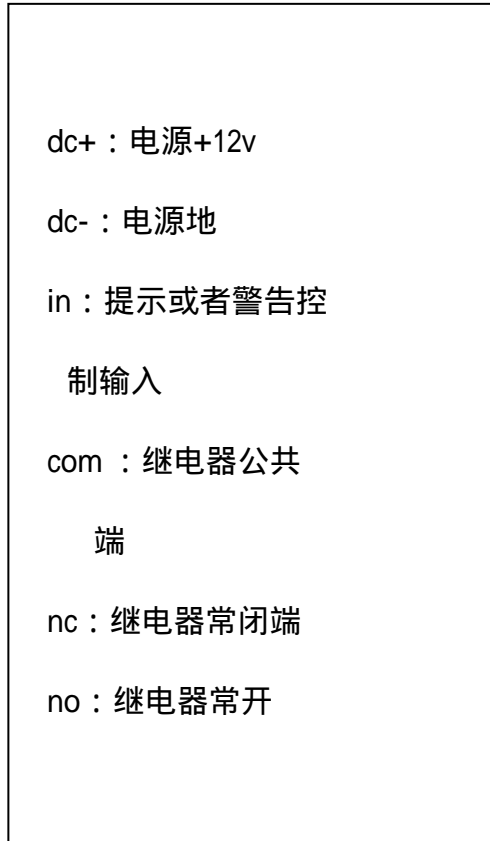 dc+：电源+12v
dc-：电源地
in：提示或者警告控
制输入
com ：继电器公共
端
nc：继电器常闭端
no：继电器常开